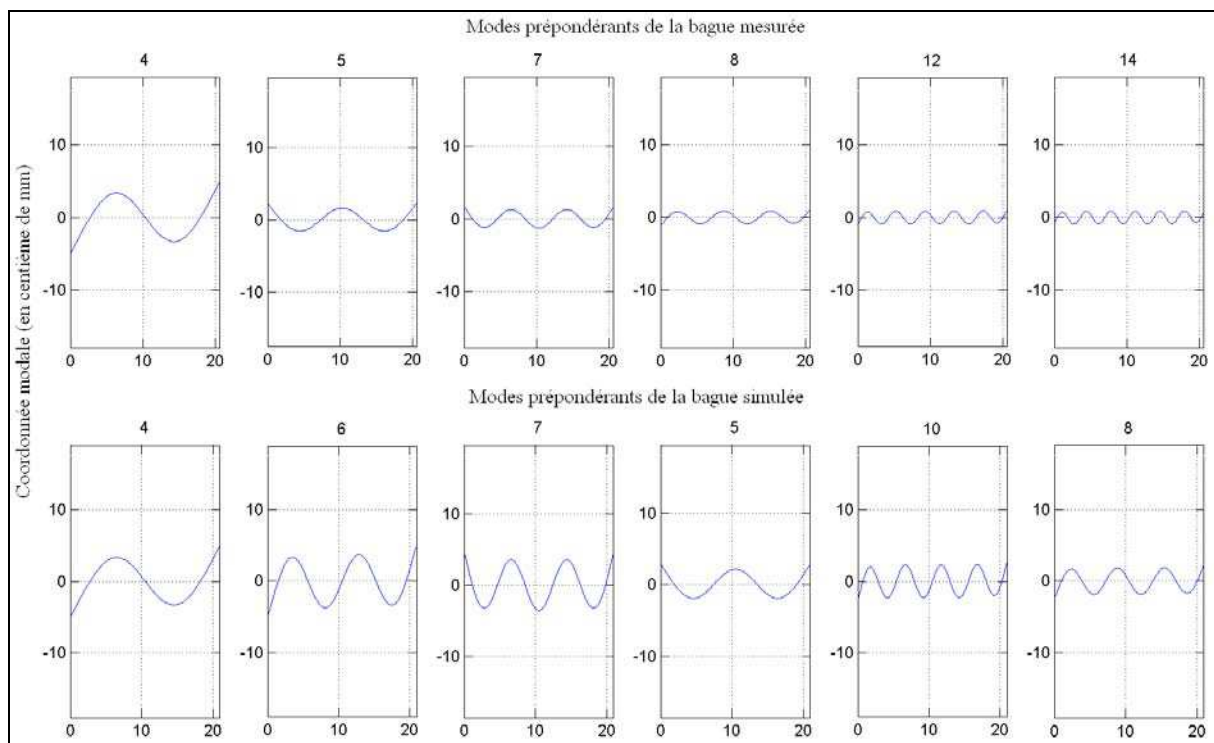 Modes prépondérants de la bague mesurée
4 5 7 8 12 14
Coordonnée modale (en centième de mm)
10 10 10 10 10 10
0 0 0 0 0 0
-10 -10 -10 -10 -10 -10
0 10 20 0 10 20 0 10 20 0 10 20 0 10 20 0 10 20
Modes prépondérants de la bague simulée
4 6 7 5 10 8
10 10 10 10 10 10
0 0 0 0 0 0
-10 -10 -10 -10 -10 -10
0 10 20 0 10 20 0 10 20 0 10 20 0 10 20 0 10 20